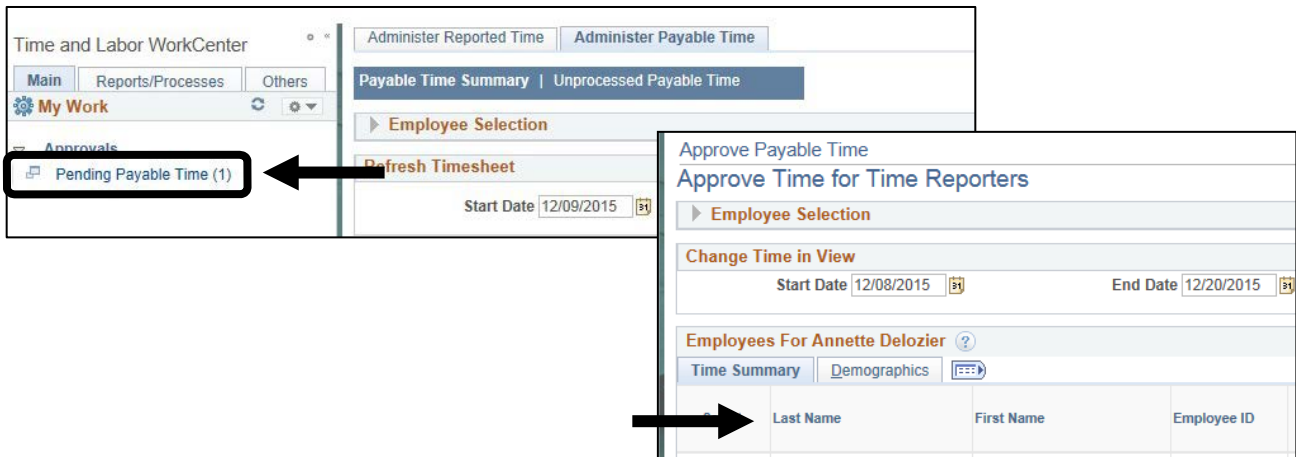 Time and Labor WorkCenter
Main Reports/Processes Others
My Work
Approvals
Pending Payable Time (1)
Administer Reported Time Administer Payable Time
Payable Time Summary | Unprocessed Payable Time
Employee Selection
Refresh Timesheet
Start Date 12/09/2015
Approve Payable Time
Approve Time for Time Reporters
Employee Selection
Change Time in View
Start Date 12/08/2015 End Date 12/20/2015
Employees For Annette Delozier
Time Summary Demographics
Last Name First Name Employee ID